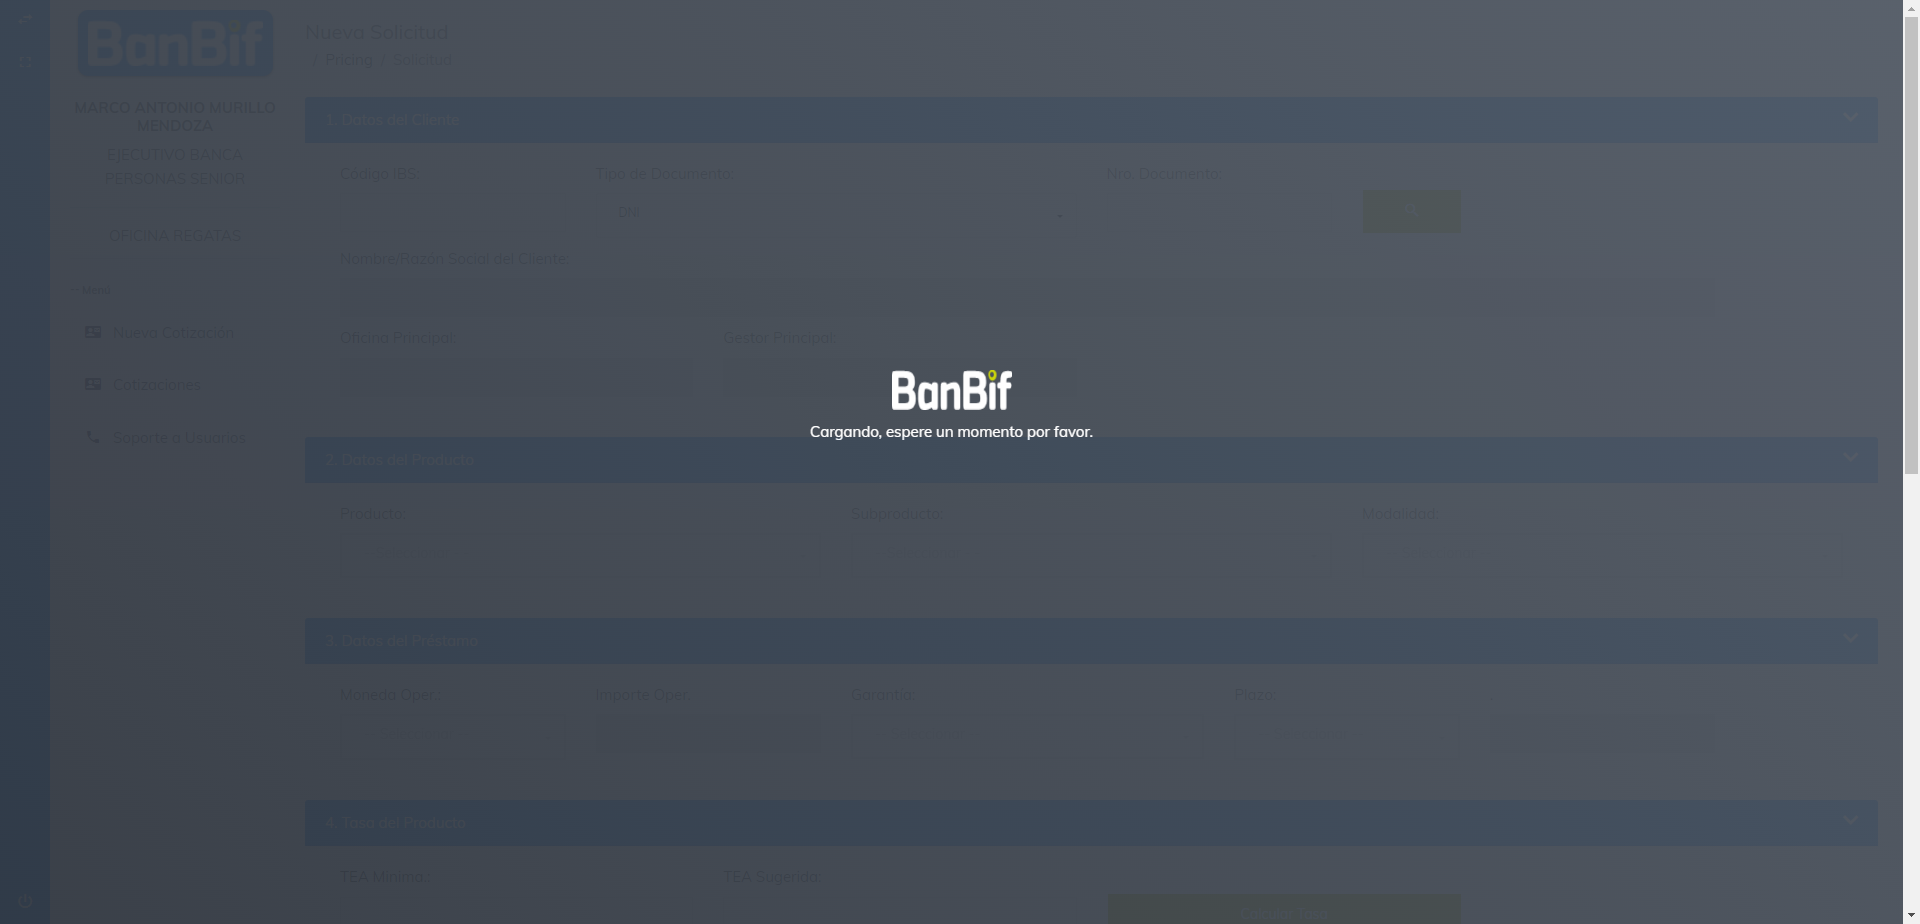 BanBif
Nueva Solicitud
/ Pricing / Solicitud
MARCO ANTONIO MURILLO
MENDOZA
EJECUTIVO BANCA
PERSONAS SENIOR
OFICINA REGATAS
Menú
Nueva Cotización
Cotizaciones
Soporte a Usuarios
1. Datos del Cliente
Código IBS:
Tipo de Documento:
Nro. Documento:
DNI
Nombre/Razón Social del Cliente:
Oficina Principal:
Gestor Principal:
BanBif
Cargando, espere un momento por favor.
2. Datos del Producto
Producto:
Subproducto:
Modalidad:
3. Datos del Préstamo
Moneda Oper.:
Importe Oper.:
Garantía:
Plazo:
4. Tasa del Producto
TEA Mínima:
TEA Sugerida:
Calcular Tasa